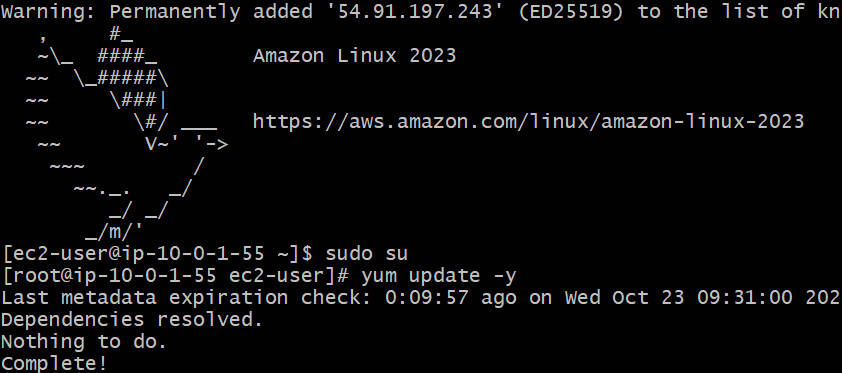 Warning: Permanently added '54.91.197.243' (ED25519) to the list of kn
   ,     #_
   ~\_  ####_        Amazon Linux 2023
  ~~  \_#####\
  ~~     \###|
  ~~       \#/ ___   https://aws.amazon.com/linux/amazon-linux-2023
   ~~       V~' '->
    ~~~         /
      ~~._.   _/
         _/ _/
       _/m/'
[ec2-user@ip-10-0-1-55 ~]$ sudo su
[root@ip-10-0-1-55 ec2-user]# yum update -y
Last metadata expiration check: 0:09:57 ago on Wed Oct 23 09:31:00 202
Dependencies resolved.
Nothing to do.
Complete!